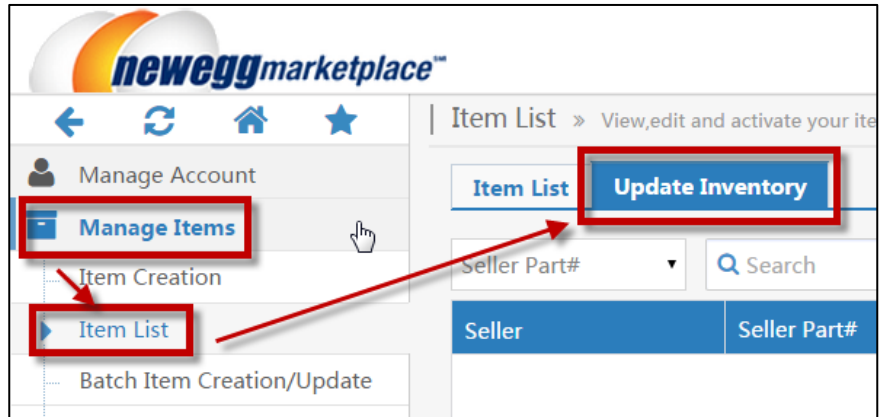 neweggmarketplace℠
Item List » View,edit and activate your ite
Manage Account
Item List
Update Inventory
Manage Items
Item Creation
Seller Part#
Search
Item List
Seller
Seller Part#
Batch Item Creation/Update